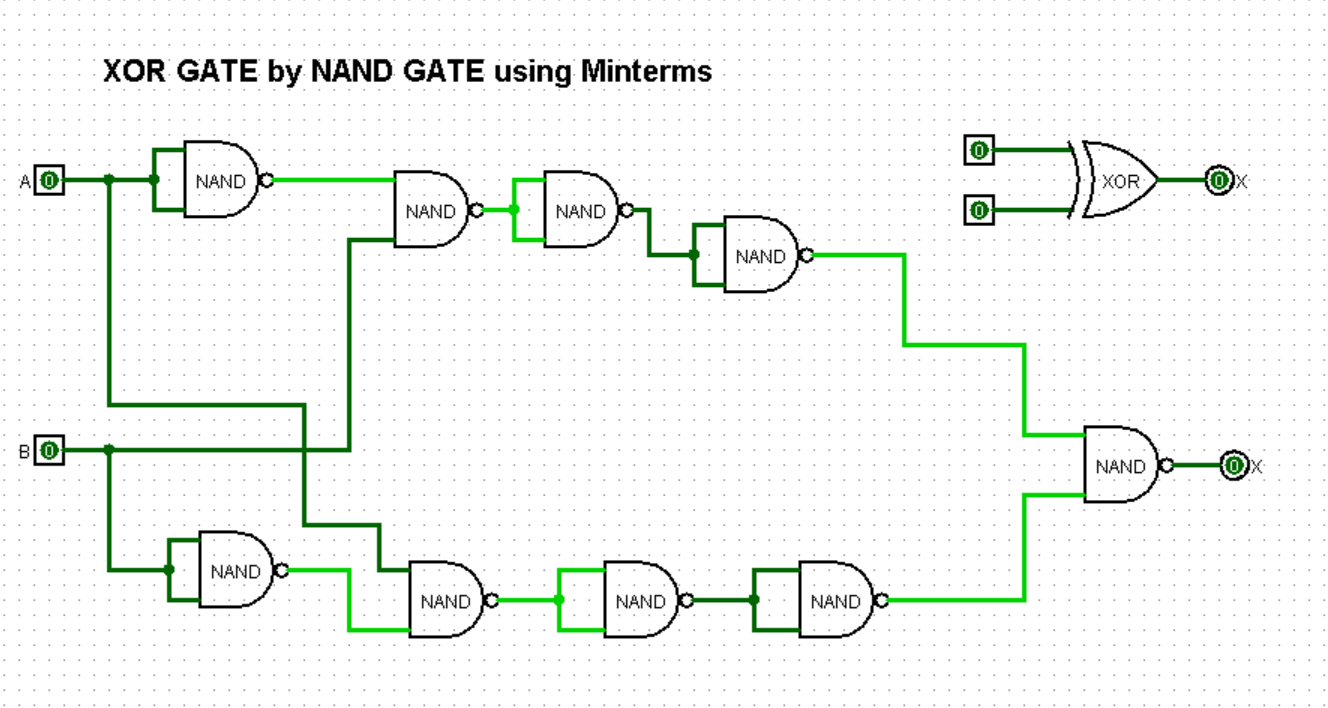 XOR GATE by NAND GATE using Minterms
A 0
NAND
NAND
NAND
NAND
0
0
XOR
0 X
B 0
NAND
NAND
NAND
NAND
NAND
0 X